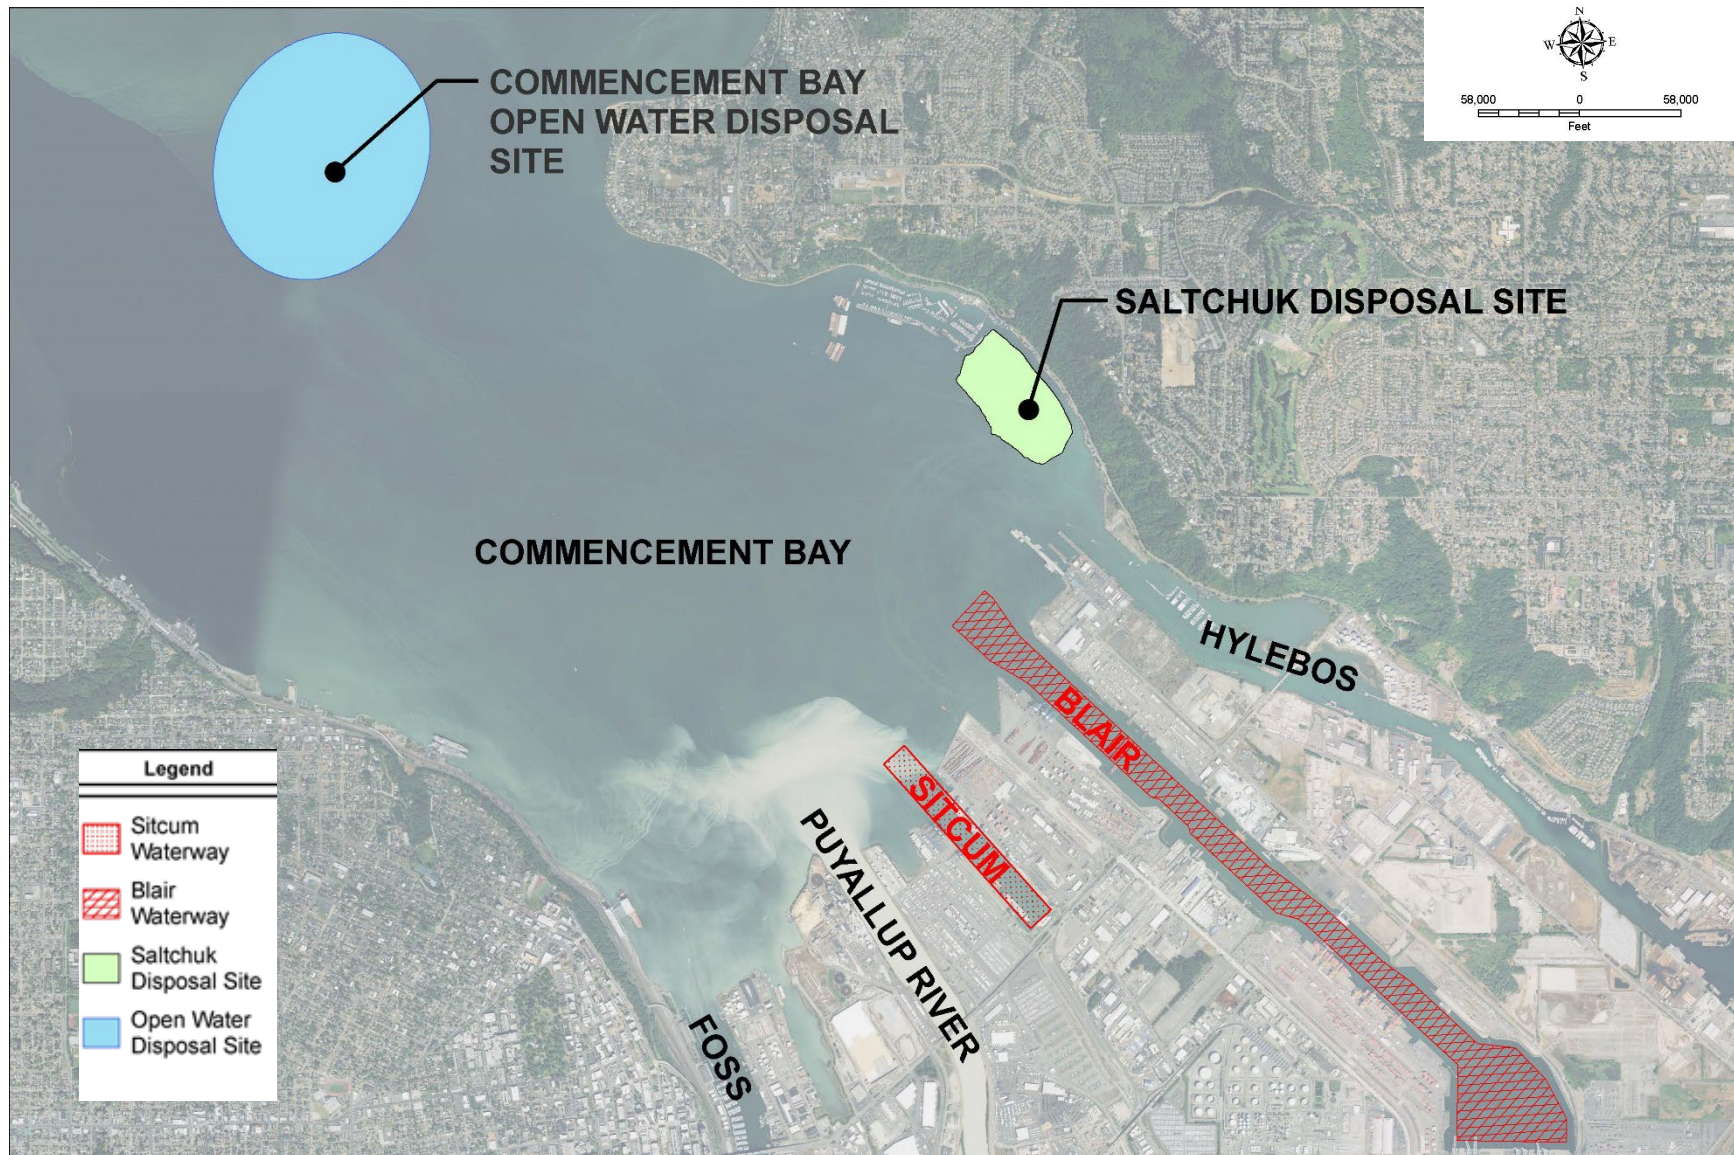 N
W E
S
58,000 0 58,000
Feet
COMMENCEMENT BAY
OPEN WATER DISPOSAL
SITE
SALTCHUK DISPOSAL SITE
COMMENCEMENT BAY
HYLEBOS
BLAIR
SITCUM
PUYALLUP RIVER
FOSS
Legend
Sitcum
Waterway
Blair
Waterway
Saltchuk
Disposal Site
Open Water
Disposal Site